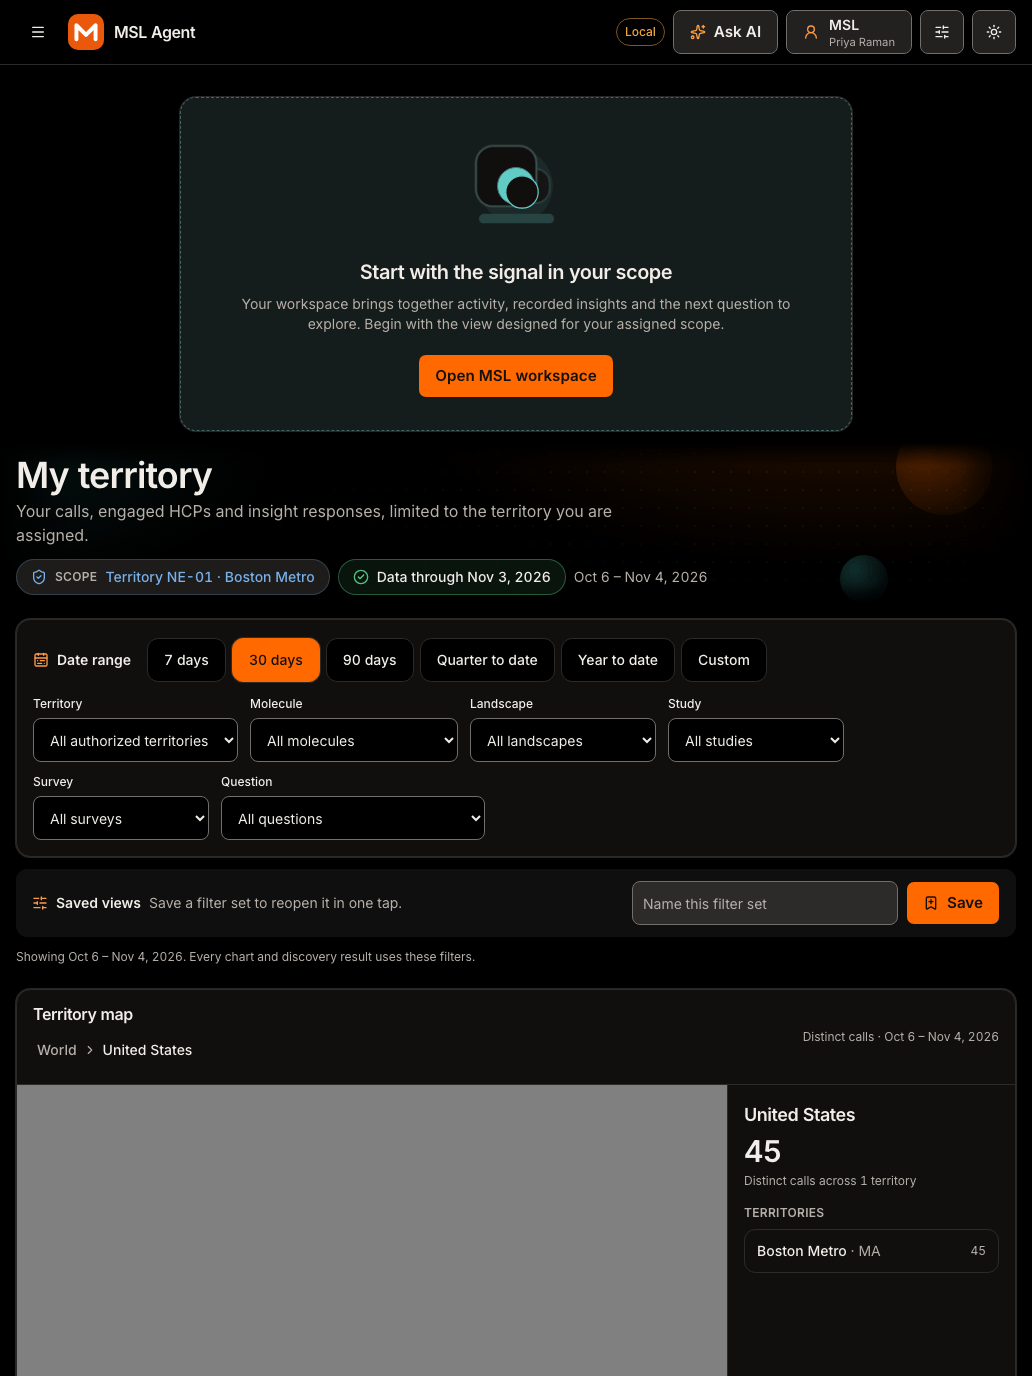 MSL Agent
Local
Ask AI
MSL
Priya Raman
Start with the signal in your scope
Your workspace brings together activity, recorded insights and the next question to
explore. Begin with the view designed for your assigned scope.
Open MSL workspace
My territory
Your calls, engaged HCPs and insight responses, limited to the territory you are
assigned.
SCOPE Territory NE-01 · Boston Metro
Data through Nov 3, 2026
Oct 6 – Nov 4, 2026
Date range
7 days
30 days
90 days
Quarter to date
Year to date
Custom
Territory
Molecule
Landscape
Study
All authorized territories
All molecules
All landscapes
All studies
Survey
Question
All surveys
All questions
Saved views
Save a filter set to reopen it in one tap.
Name this filter set
Save
Showing Oct 6 – Nov 4, 2026. Every chart and discovery result uses these filters.
Territory map
World > United States
Distinct calls · Oct 6 – Nov 4, 2026
United States
45
Distinct calls across 1 territory
TERRITORIES
Boston Metro · MA 45